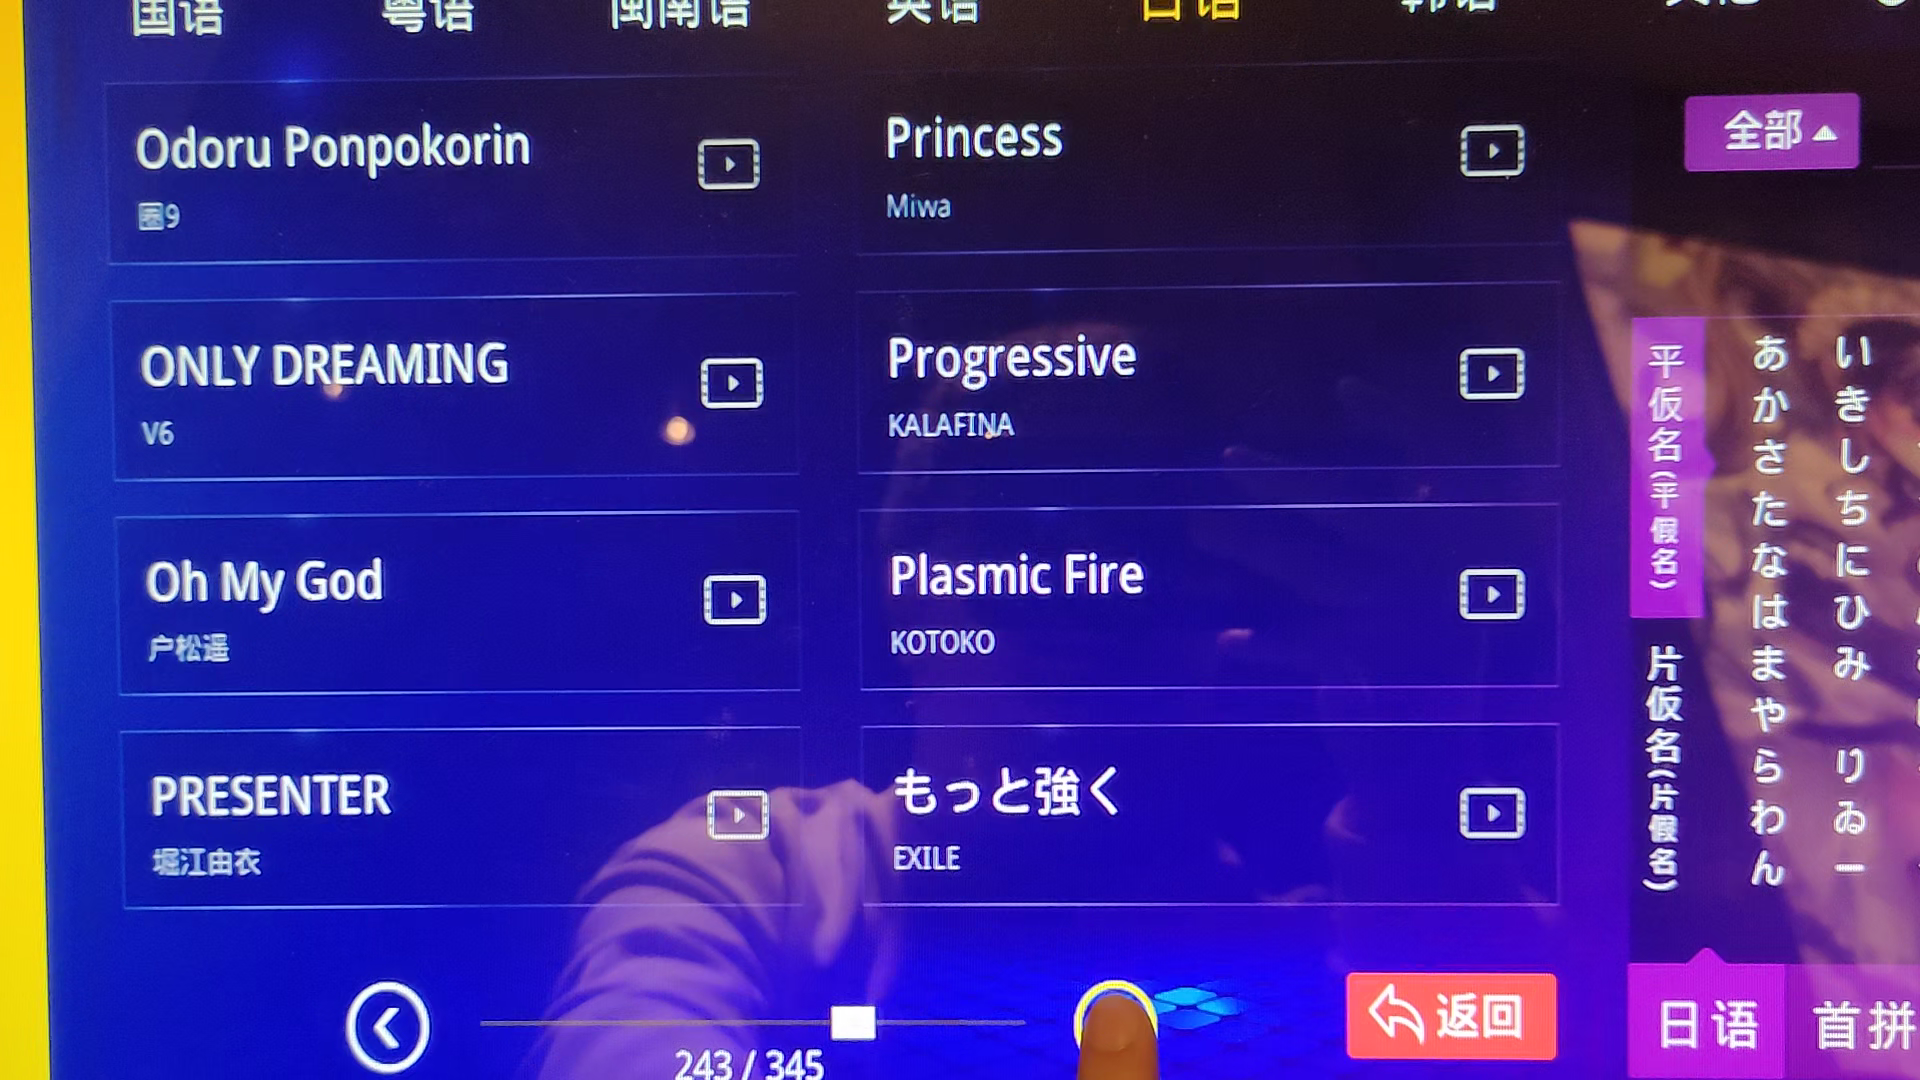 国语 粤语 闽南语 英语 日语 韩语
Odoru Ponpokorin
圈9
Princess
Miwa
全部
ONLY DREAMING
V6
Progressive
KALAFINA
Oh My God
户松遥
Plasmic Fire
KOTOKO
PRESENTER
堀江由衣
もっと強く
EXILE
平仮名(平假名)
片仮名(片假名)
あかさたなはまやらわん
いきしちにひみ りゐー
243 / 345
返回
日语
首拼